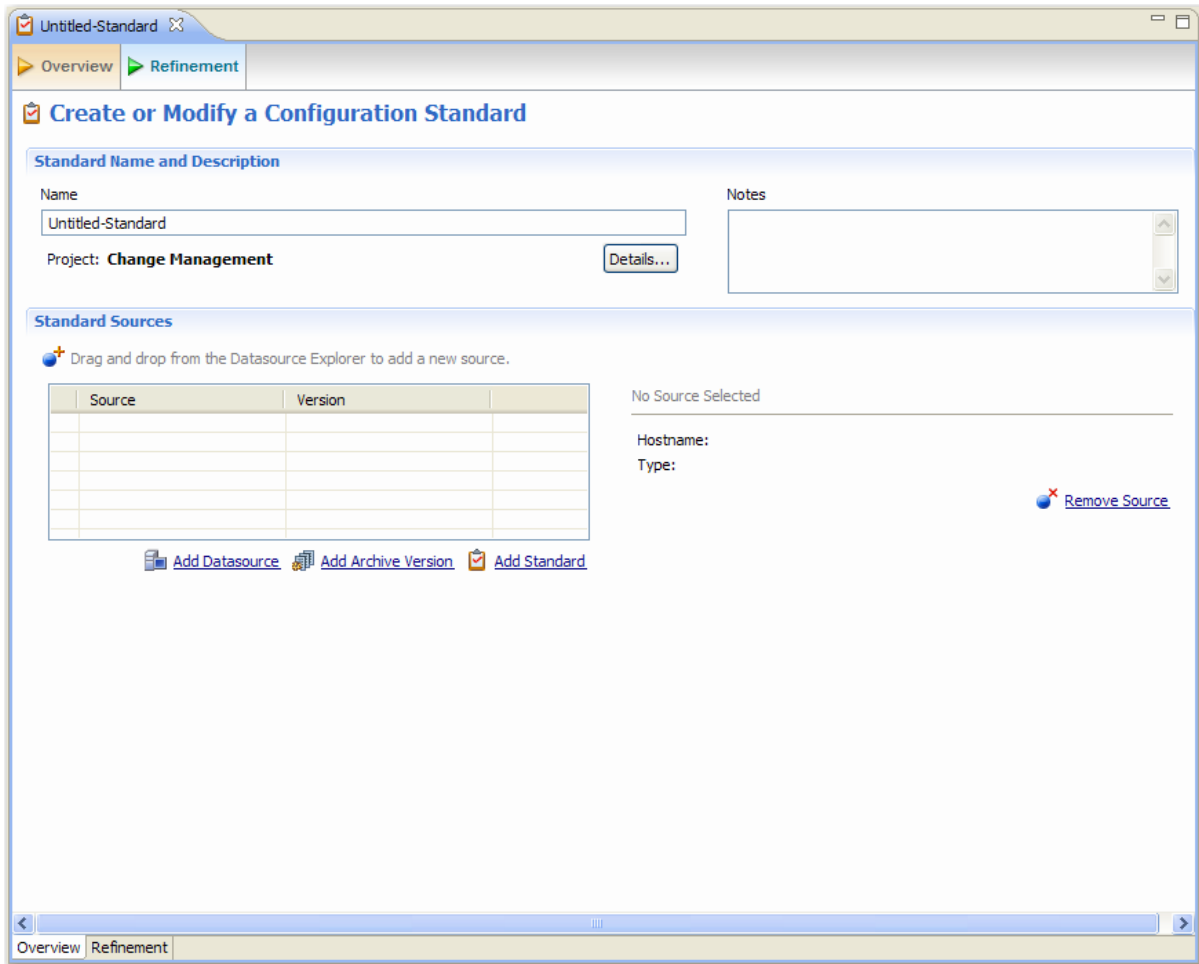 Untitled-Standard
Overview Refinement
Create or Modify a Configuration Standard
Standard Name and Description
Name
Notes
Untitled-Standard
Project: Change Management
Details...
Standard Sources
Drag and drop from the Datasource Explorer to add a new source.
Source Version
No Source Selected
Hostname:
Type:
Remove Source
Add Datasource Add Archive Version Add Standard
Overview Refinement